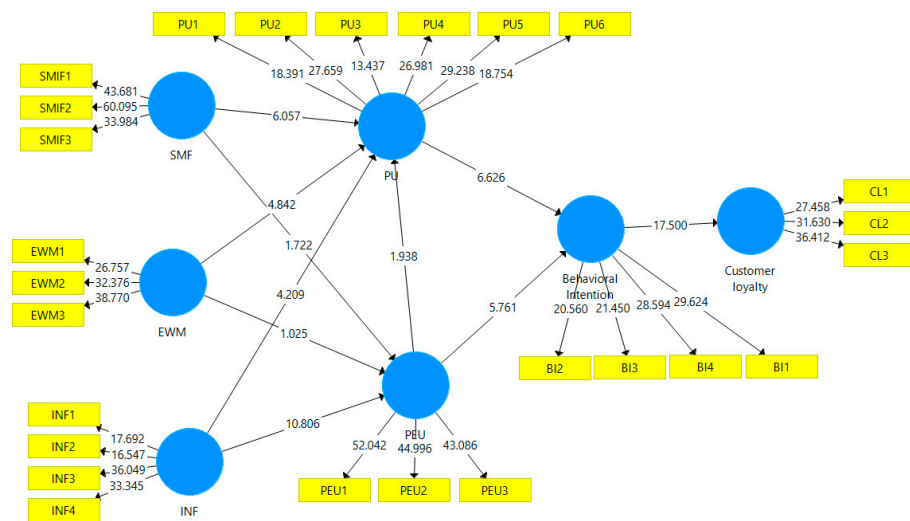 PU1
PU2
PU3
PU4
PU5
PU6
18.391
27.659
13.437
26.981
29.238
18.754
SMIF1
SMIF2
SMIF3
43.681
60.095
33.984
SMF
6.057
PU
4.842
1.722
6.626
1.938
4.209
EWM1
EWM2
EWM3
26.757
32.376
38.770
EWM
1.025
Behavioral
Intention
17.500
Customer
loyalty
CL1
CL2
CL3
27.458
31.630
36.412
5.761
20.560
21.450
28.594
29.624
BI2
BI3
BI4
BI1
INF1
INF2
INF3
INF4
17.692
16.547
36.049
33.345
INF
10.806
PEU
52.042
44.996
43.086
PEU1
PEU2
PEU3